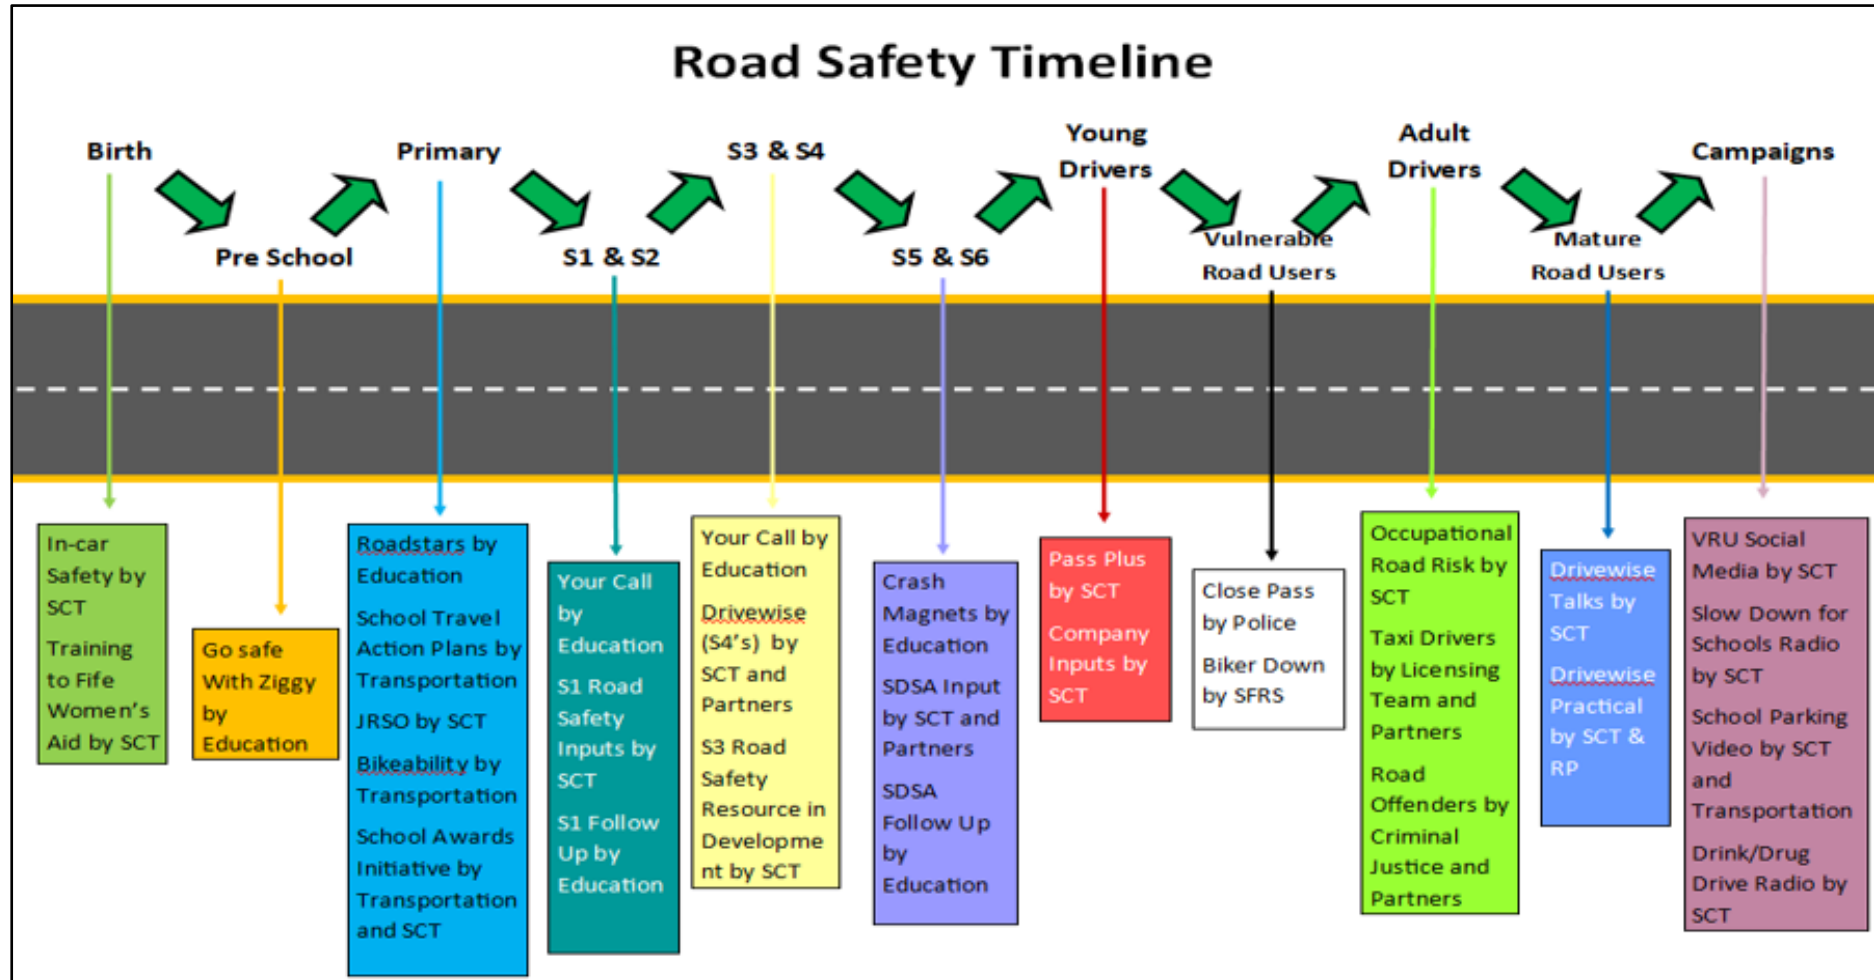 Road Safety Timeline
Birth
Pre School
Primary
S1 & S2
S3 & S4
S5 & S6
Young
Drivers
Vulnerable
Road Users
Adult
Drivers
Mature
Road Users
Campaigns
In-car
Safety by
SCT
Training
to Fife
Women's
Aid by SCT
Go safe
With Ziggy
by
Education
Roadstars by
Education
School Travel
Action Plans by
Transportation
JRSO by SCT
Bikeability by
Transportation
School Awards
Initiative by
Transportation
and SCT
Your Call
by
Education
S1 Road
Safety
Inputs by
SCT
S1 Follow
Up by
Education
Your Call by
Education
Drivewise
(S4's) by
SCT and
Partners
S3 Road
Safety
Resource in
Developme
nt by SCT
Crash
Magnets by
Education
SDSA Input
by SCT and
Partners
SDSA
Follow Up
by
Education
Pass Plus
by SCT
Company
Inputs by
SCT
Close Pass
by Police
Biker Down
by SFRS
Occupational
Road Risk by
SCT
Taxi Drivers
by Licensing
Team and
Partners
Road
Offenders by
Criminal
Justice and
Partners
Drivewise
Talks by
SCT
Drivewise
Practical
by SCT &
RP
VRU Social
Media by SCT
Slow Down for
Schools Radio
by SCT
School Parking
Video by SCT
and
Transportation
Drink/Drug
Drive Radio by
SCT